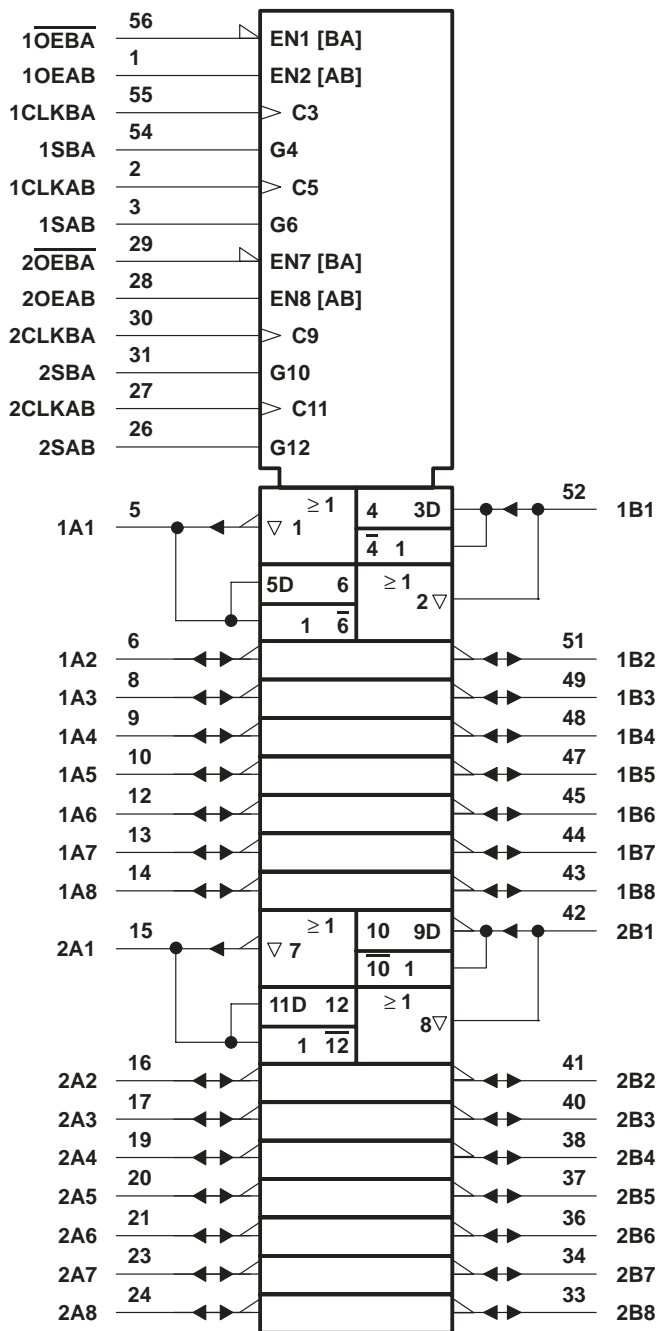 56
1O̅E̅B̅A̅ EN1 [BA]
1
1OEAB EN2 [AB]
55
1CLKBA C3
54
1SBA G4
2
1CLKAB C5
3
1SAB G6
29
2O̅E̅B̅A̅ EN7 [BA]
28
2OEAB EN8 [AB]
30
2CLKBA C9
31
2SBA G10
27
2CLKAB C11
26
2SAB G12
5 ≥ 1 4 3D 52
1A1 ▽ 1 1B1
4̅ 1
5D 6 ≥ 1
2 ▽
1 6̅
6 51
1A2 1B2
8 49
1A3 1B3
9 48
1A4 1B4
10 47
1A5 1B5
12 45
1A6 1B6
13 44
1A7 1B7
14 43
1A8 1B8
15 ≥ 1 10 9D 42
2A1 ▽ 7 2B1
1̅0̅ 1
11D 12 ≥ 1
8▽
1 1̅2̅
16 41
2A2 2B2
17 40
2A3 2B3
19 38
2A4 2B4
20 37
2A5 2B5
21 36
2A6 2B6
23 34
2A7 2B7
24 33
2A8 2B8